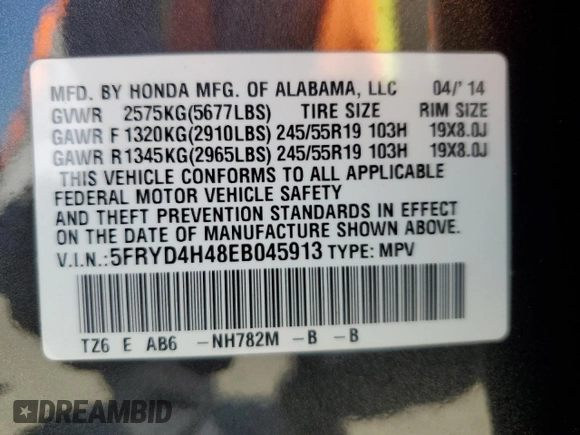 MFD. BY HONDA MFG. OF ALABAMA, LLC 04/'14
GVWR 2575KG(5677LBS) TIRE SIZE RIM SIZE
GAWR F 1320KG(2910LBS) 245/55R19 103H 19X8.0J
GAWR R 1345KG(2965LBS) 245/55R19 103H 19X8.0J
THIS VEHICLE CONFORMS TO ALL APPLICABLE
FEDERAL MOTOR VEHICLE SAFETY
AND THEFT PREVENTION STANDARDS IN EFFECT
ON THE DATE OF MANUFACTURE SHOWN ABOVE.
V.I.N.:5FRYD4H48EB045913 TYPE: MPV
TZ6 E AB6 -NH782M -B -B
DREAMBID